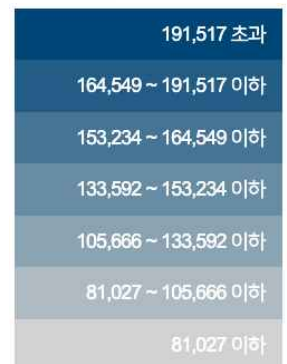 191,517 초과
164,549 ~ 191,517 이하
153,234 ~ 164,549 이하
133,592 ~ 153,234 이하
105,666 ~ 133,592 이하
81,027 ~ 105,666 이하
81,027 이하